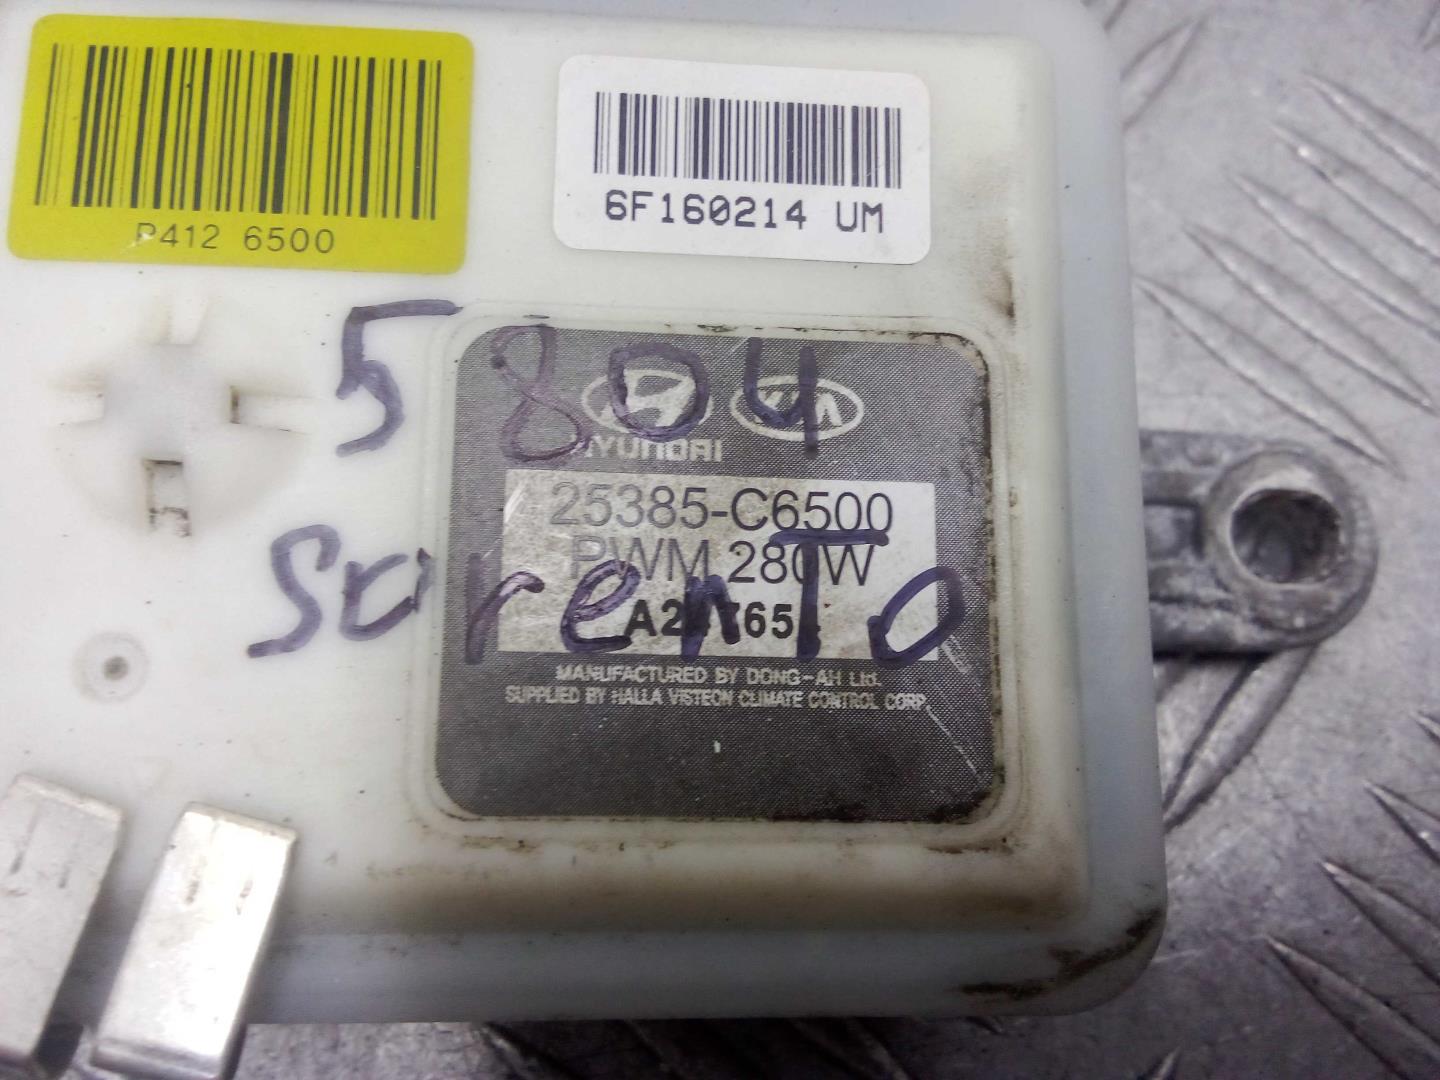 P412 6500
6F160214 UM
5804
HYUNDAI KIA
25385-C6500
PWM 280W
Sorento
MANUFACTURED BY DONG-AH Ltd.
SUPPLIED BY HALLA VISTEON CLIMATE CONTROL CORP.